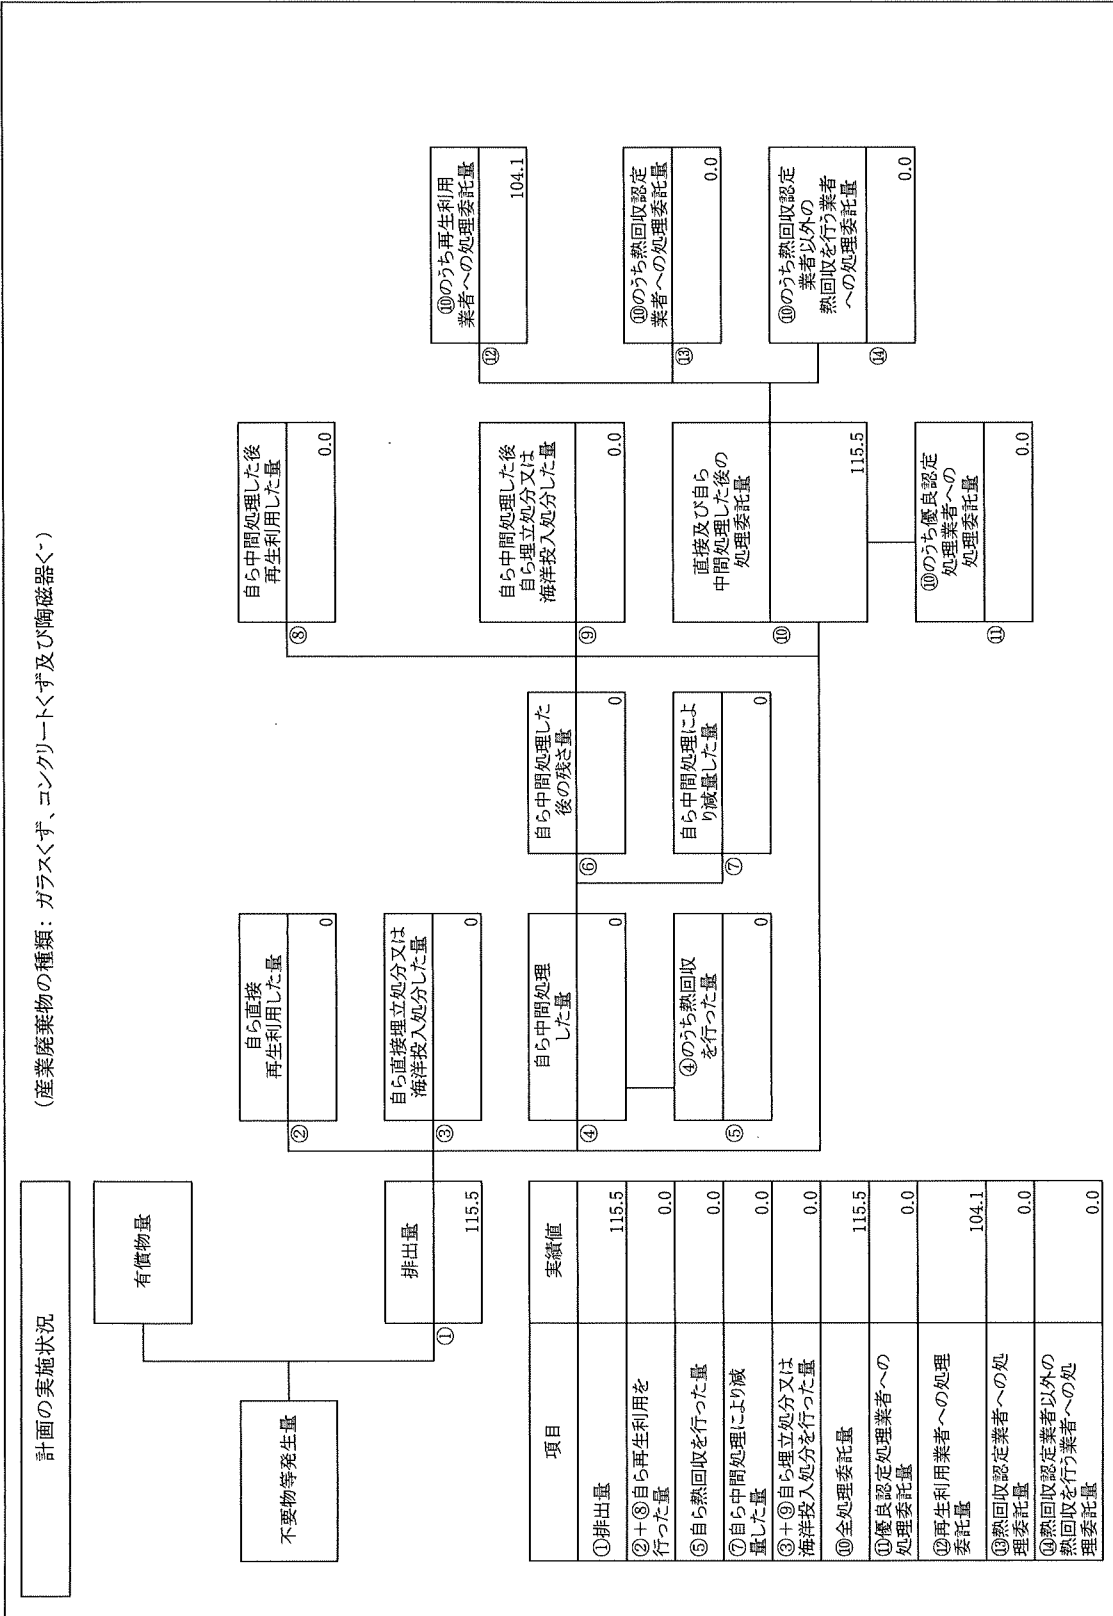 計画の実施状況
(産業廃棄物の種類：ガラスくず、コンクリートくず及び陶磁器く
有償物量
不要物等発生量
排出量
①
115.5
自ら直接
再生利用した量
②
0
自ら直接埋立処分又は
海洋投入処分した量
③
0
自ら中間処理
した量
④
0
④のうち熱回収
を行った量
⑤
0
自ら中間処理した
後の残さ量
⑥
0
自ら中間処理によ
り減量した量
⑦
0
自ら中間処理した後
再生利用した量
⑧
0.0
自ら中間処理した後
自ら埋立処分又は
海洋投入処分した量
⑨
0.0
直接及び自ら
中間処理した後の
処理委託量
⑩
115.5
⑩のうち優良認定
処理業者への
処理委託量
⑪
0.0
⑩のうち再生利用
業者への処理委託量
⑫
104.1
⑩のうち熱回収認定
業者への処理委託量
⑬
0.0
⑩のうち熱回収認定
業者以外の
熱回収を行う業者
への処理委託量
⑭
0.0
項目 実績値
①排出量 115.5
②+⑧自ら再生利用を
行った量 0.0
⑤自ら熱回収を行った量 0.0
⑦自ら中間処理により減
量した量 0.0
③+⑨自ら埋立処分又は
海洋投入処分を行った量 0.0
⑩全処理委託量 115.5
⑪優良認定処理業者への
処理委託量 0.0
⑫再生利用業者への処理
委託量 104.1
⑬熱回収認定業者への処
理委託量 0.0
⑭熱回収認定業者以外の
熱回収を行う業者への処
理委託量 0.0